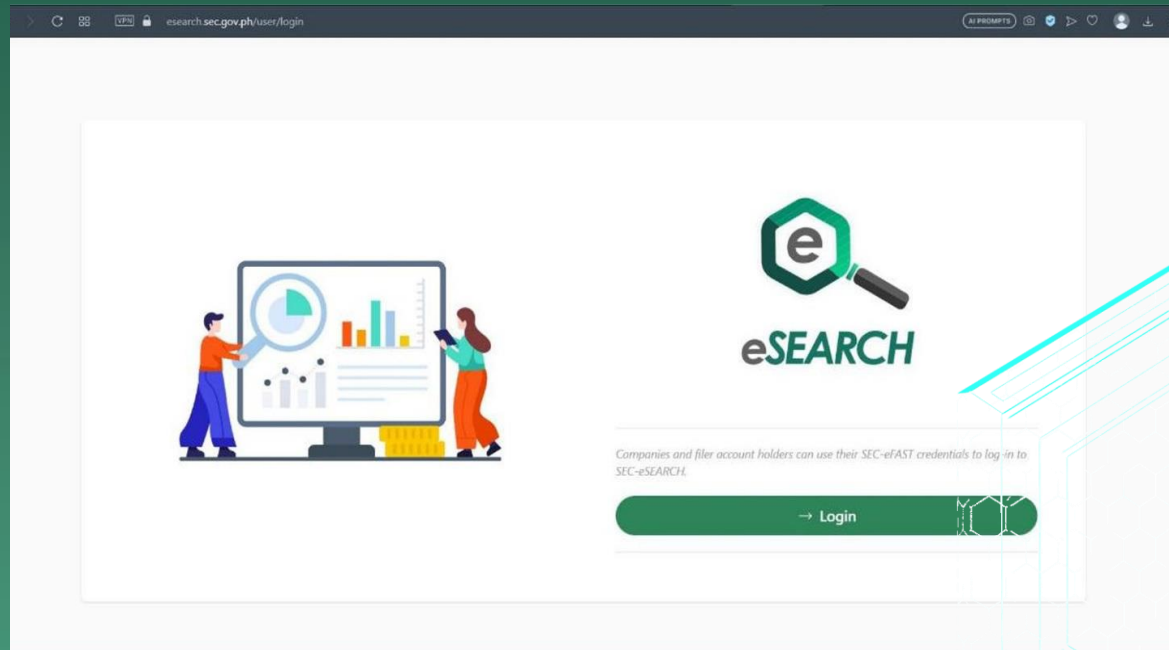 VPN
esearch.sec.gov.ph/user/login
AI PROMPTS
e
eSEARCH
Companies and filer account holders can use their SEC-eFAST credentials to log-in to
SEC-eSEARCH.
→ Login